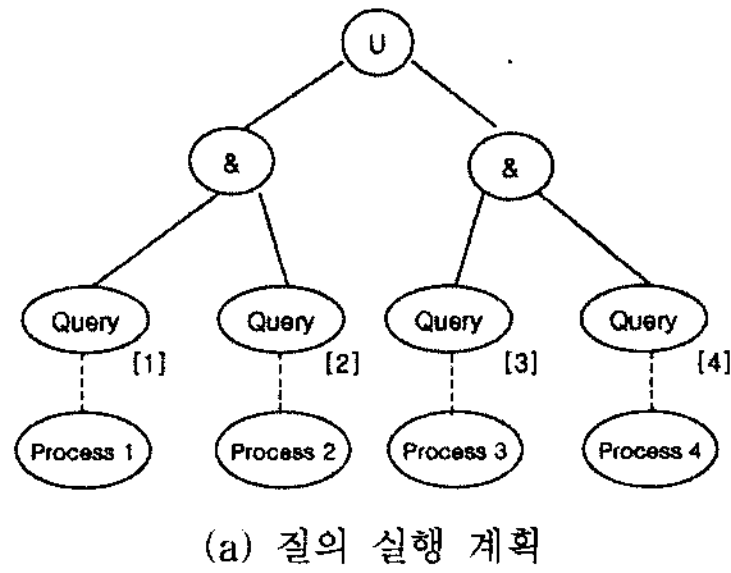 U
& &
Query Query Query Query
[1] [2] [3] [4]
Process 1 Process 2 Process 3 Process 4
(a) 질의 실행 계획